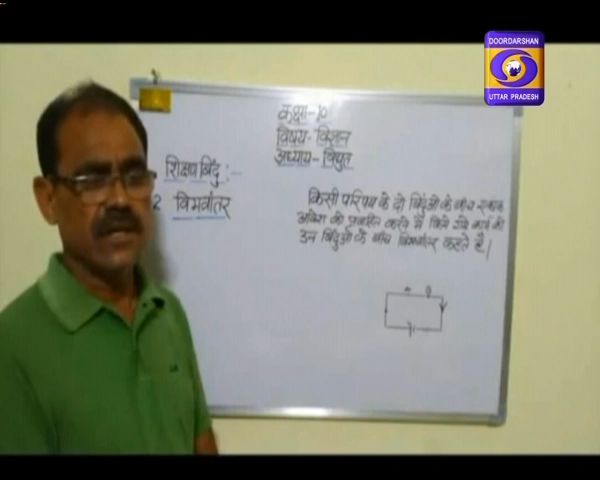 DOORDARSHAN
UTTAR PRADESH
कक्षा-10
विषय-विज्ञान
अध्याय-विद्युत
शिक्षण बिंदु :-
2 विभवांतर
किसी परिपथ के दो बिंदुओं के बीच एकांक
आवेश को प्रवाहित करने में किये गये कार्य को
उन बिंदुओं के बीच विभवांतर कहते है।
A B